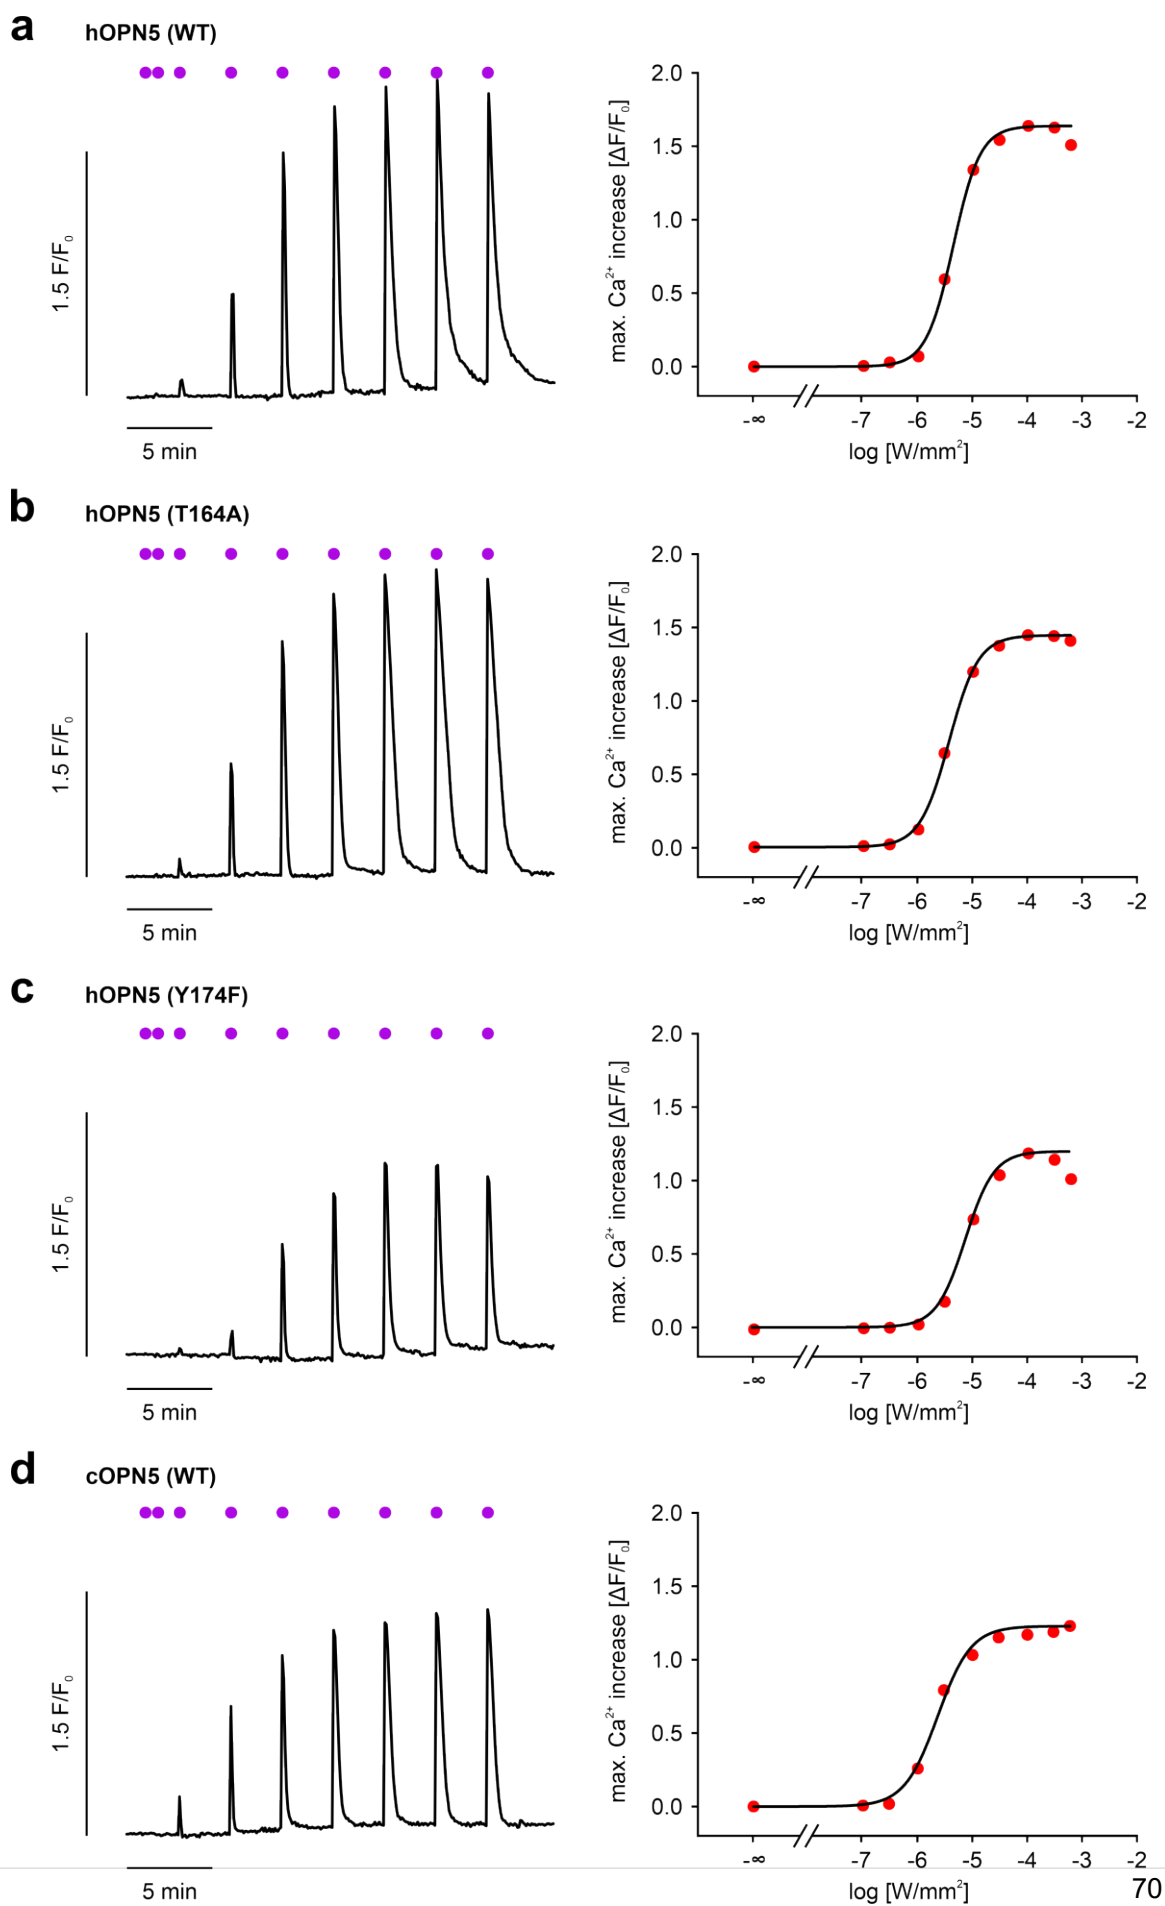 a hOPN5 (WT)
1.5 F/F₀
5 min
max. Ca²⁺ increase [ΔF/F₀]
2.0
1.5
1.0
0.5
0.0
-∞ -7 -6 -5 -4 -3 -2
log [W/mm²]
b hOPN5 (T164A)
1.5 F/F₀
5 min
max. Ca²⁺ increase [ΔF/F₀]
2.0
1.5
1.0
0.5
0.0
-∞ -7 -6 -5 -4 -3 -2
log [W/mm²]
c hOPN5 (Y174F)
1.5 F/F₀
5 min
max. Ca²⁺ increase [ΔF/F₀]
2.0
1.5
1.0
0.5
0.0
-∞ -7 -6 -5 -4 -3 -2
log [W/mm²]
d cOPN5 (WT)
1.5 F/F₀
5 min
max. Ca²⁺ increase [ΔF/F₀]
2.0
1.5
1.0
0.5
0.0
-∞ -7 -6 -5 -4 -3 -2
log [W/mm²]
70